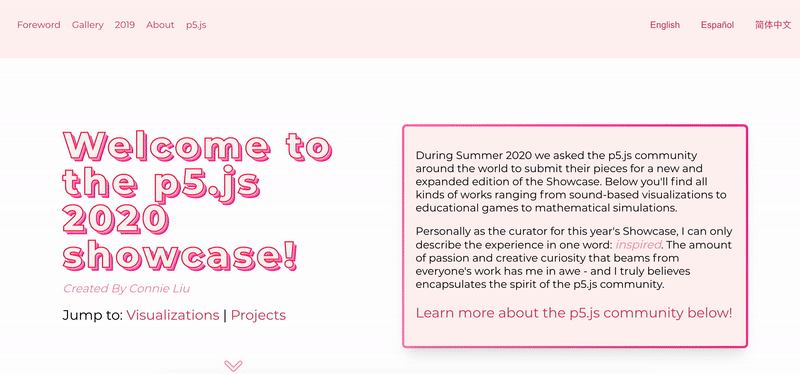 Foreword Gallery 2019 About p5.js
English Español 简体中文
Welcome to
the p5.js
2020
showcase!
Created By Connie Liu
Jump to: Visualizations | Projects
During Summer 2020 we asked the p5.js community
around the world to submit their pieces for a new and
expanded edition of the Showcase. Below you'll find all
kinds of works ranging from sound-based visualizations to
educational games to mathematical simulations.
Personally as the curator for this year's Showcase, I can only
describe the experience in one word: inspired. The amount
of passion and creative curiosity that beams from
everyone's work has me in awe - and I truly believes
encapsulates the spirit of the p5.js community.
Learn more about the p5.js community below!